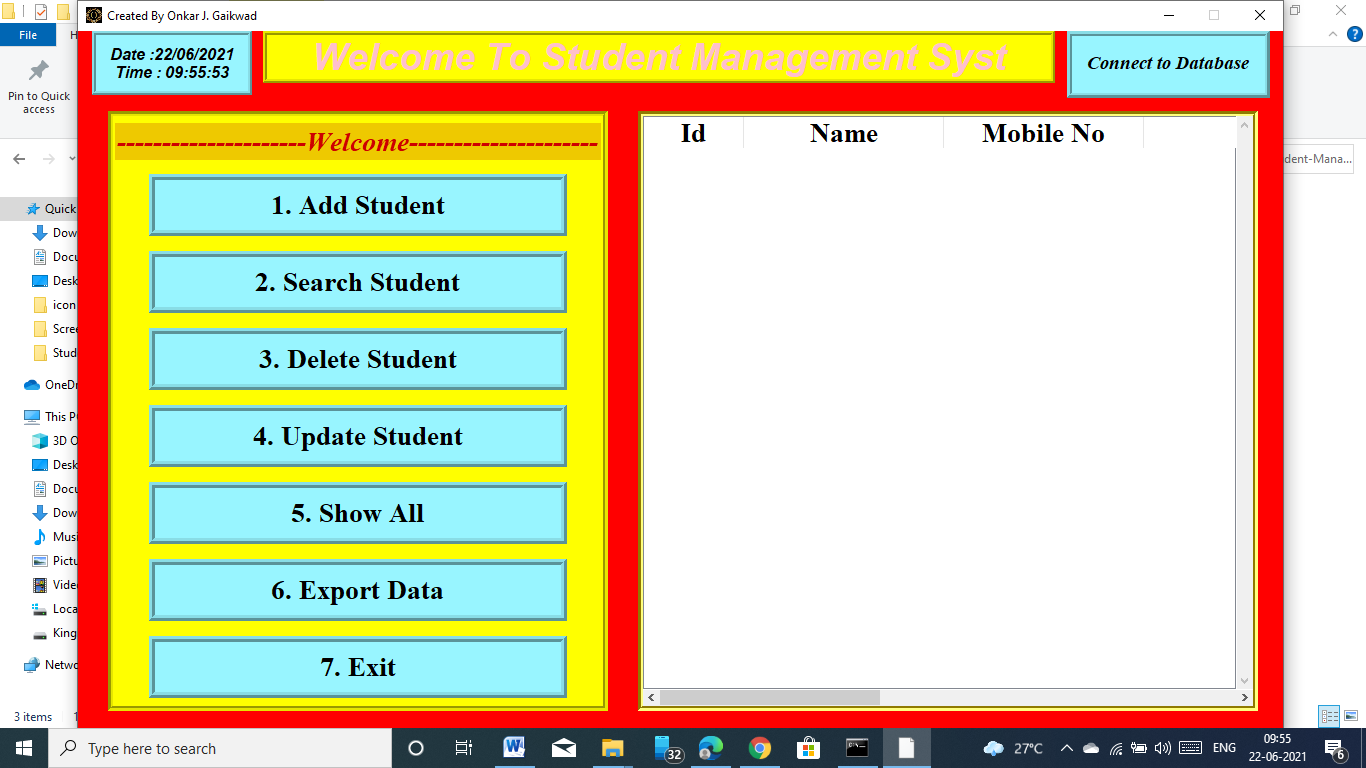 Created By Onkar J. Gaikwad
File
Pin to Quick
access
Date :22/06/2021
Time : 09:55:53
Welcome To Student Management Syst
Connect to Database
---------------------Welcome---------------------
1. Add Student
2. Search Student
3. Delete Student
4. Update Student
5. Show All
6. Export Data
7. Exit
Id Name Mobile No
dent-Mana...
Quick
Dow
Docu
Desk
icon
Scree
Stud
OneDr
This P
3D O
Desk
Docu
Dow
Musi
Pictu
Video
Loca
King
Netwo
3 items
Type here to search
32
27°C
ENG
09:55
22-06-2021
6